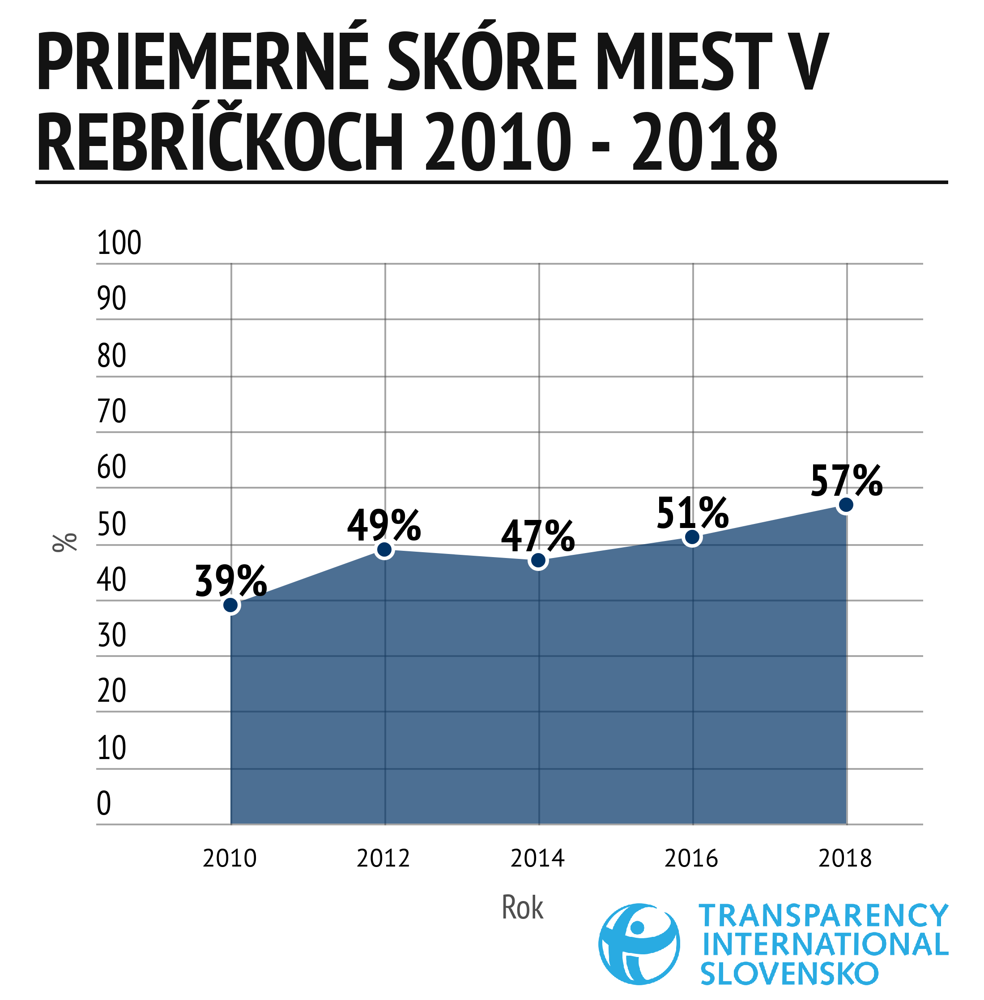 PRIEMERNÉ SKÓRE MIEST V
REBRÍČKOCH 2010 - 2018
100
90
80
70
60
50
40
30
20
10
0
%
39%
49%
47%
51%
57%
2010 2012 2014 2016 2018
Rok
TRANSPARENCY
INTERNATIONAL
SLOVENSKO